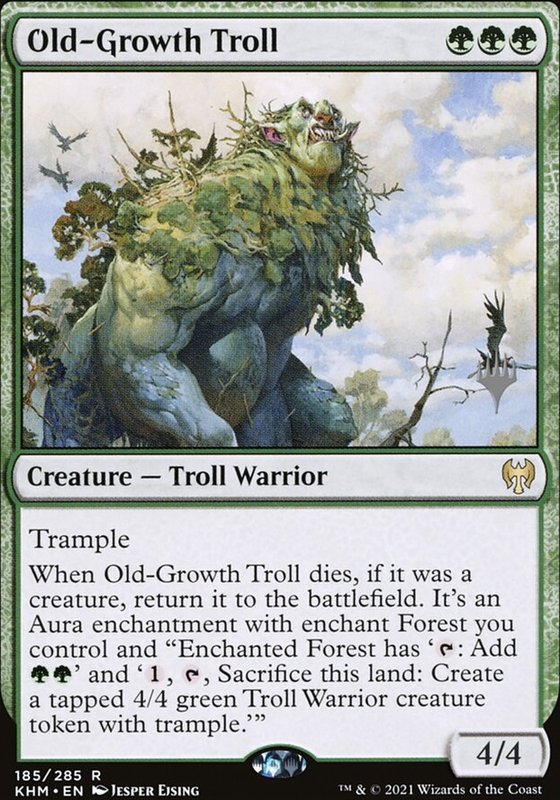 Old-Growth Troll
Creature — Troll Warrior
Trample
When Old-Growth Troll dies, if it was a
creature, return it to the battlefield. It's an
Aura enchantment with enchant Forest you
control and “Enchanted Forest has ‘: Add
’ and ‘1, , Sacrifice this land: Create
a tapped 4/4 green Troll Warrior creature
token with trample.’”
4/4
185/285 R
KHM • EN Jesper Ejsing
™ & © 2021 Wizards of the Coast